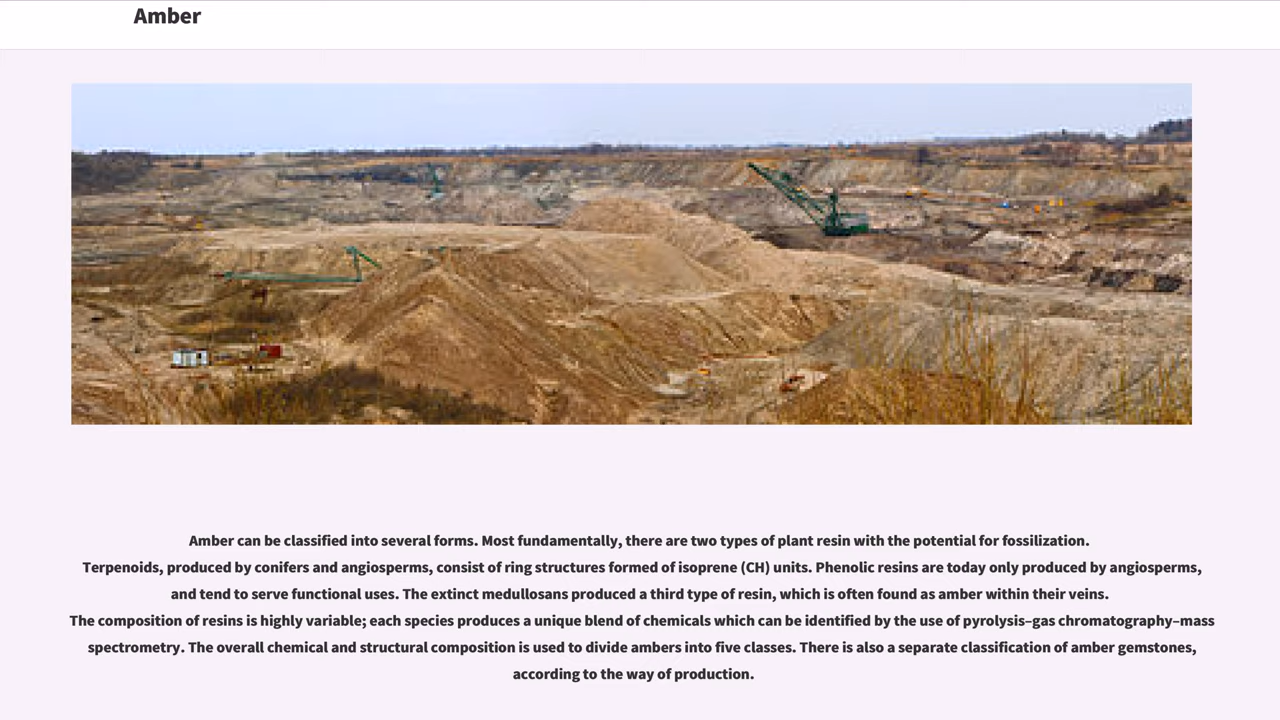 Amber
Amber can be classified into several forms. Most fundamentally, there are two types of plant resin with the potential for fossilization.
Terpenoids, produced by conifers and angiosperms, consist of ring structures formed of isoprene (CH) units. Phenolic resins are today only produced by angiosperms,
and tend to serve functional uses. The extinct medullosans produced a third type of resin, which is often found as amber within their veins.
The composition of resins is highly variable; each species produces a unique blend of chemicals which can be identified by the use of pyrolysis–gas chromatography–mass
spectrometry. The overall chemical and structural composition is used to divide ambers into five classes. There is also a separate classification of amber gemstones,
according to the way of production.